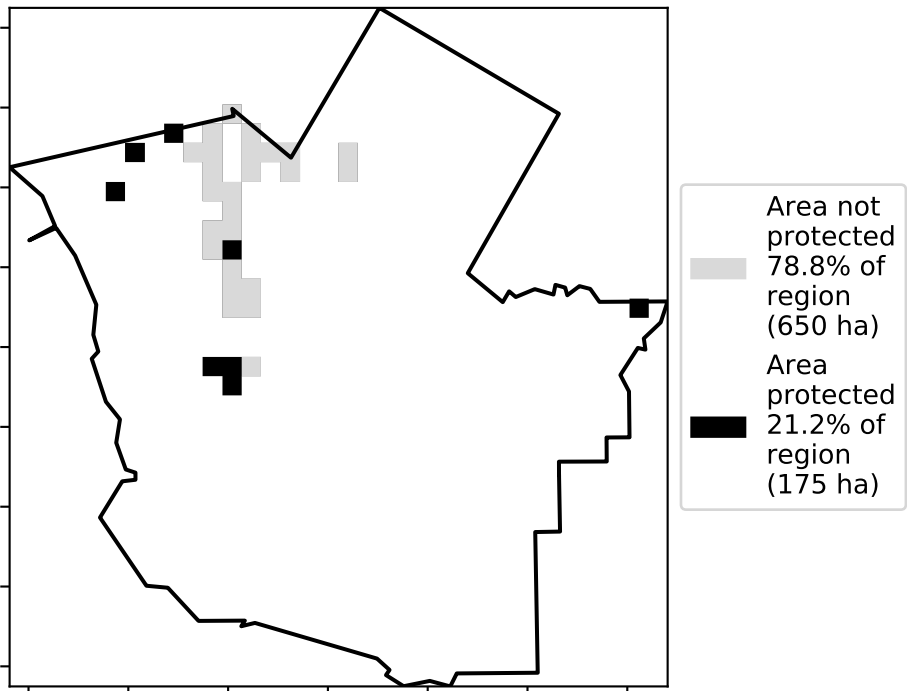 Area not
protected
78.8% of
region
(650 ha)
Area
protected
21.2% of
region
(175 ha)